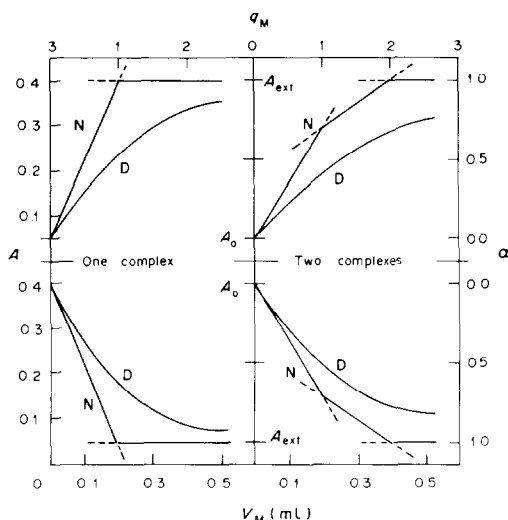 q_M
3 1 2 0 1 2 3
0.4 A_ext 1.0
N N
0.3
D D 0.5
0.2
0.1
A_o 0.0
A One complex Two complexes α
0.4 A_o 0.0
0.3
D D
0.2 N 0.5
N
0.1
A_ext 1.0
0 0.1 0.3 0.5 0.1 0.3 0.5
V_M (ml)